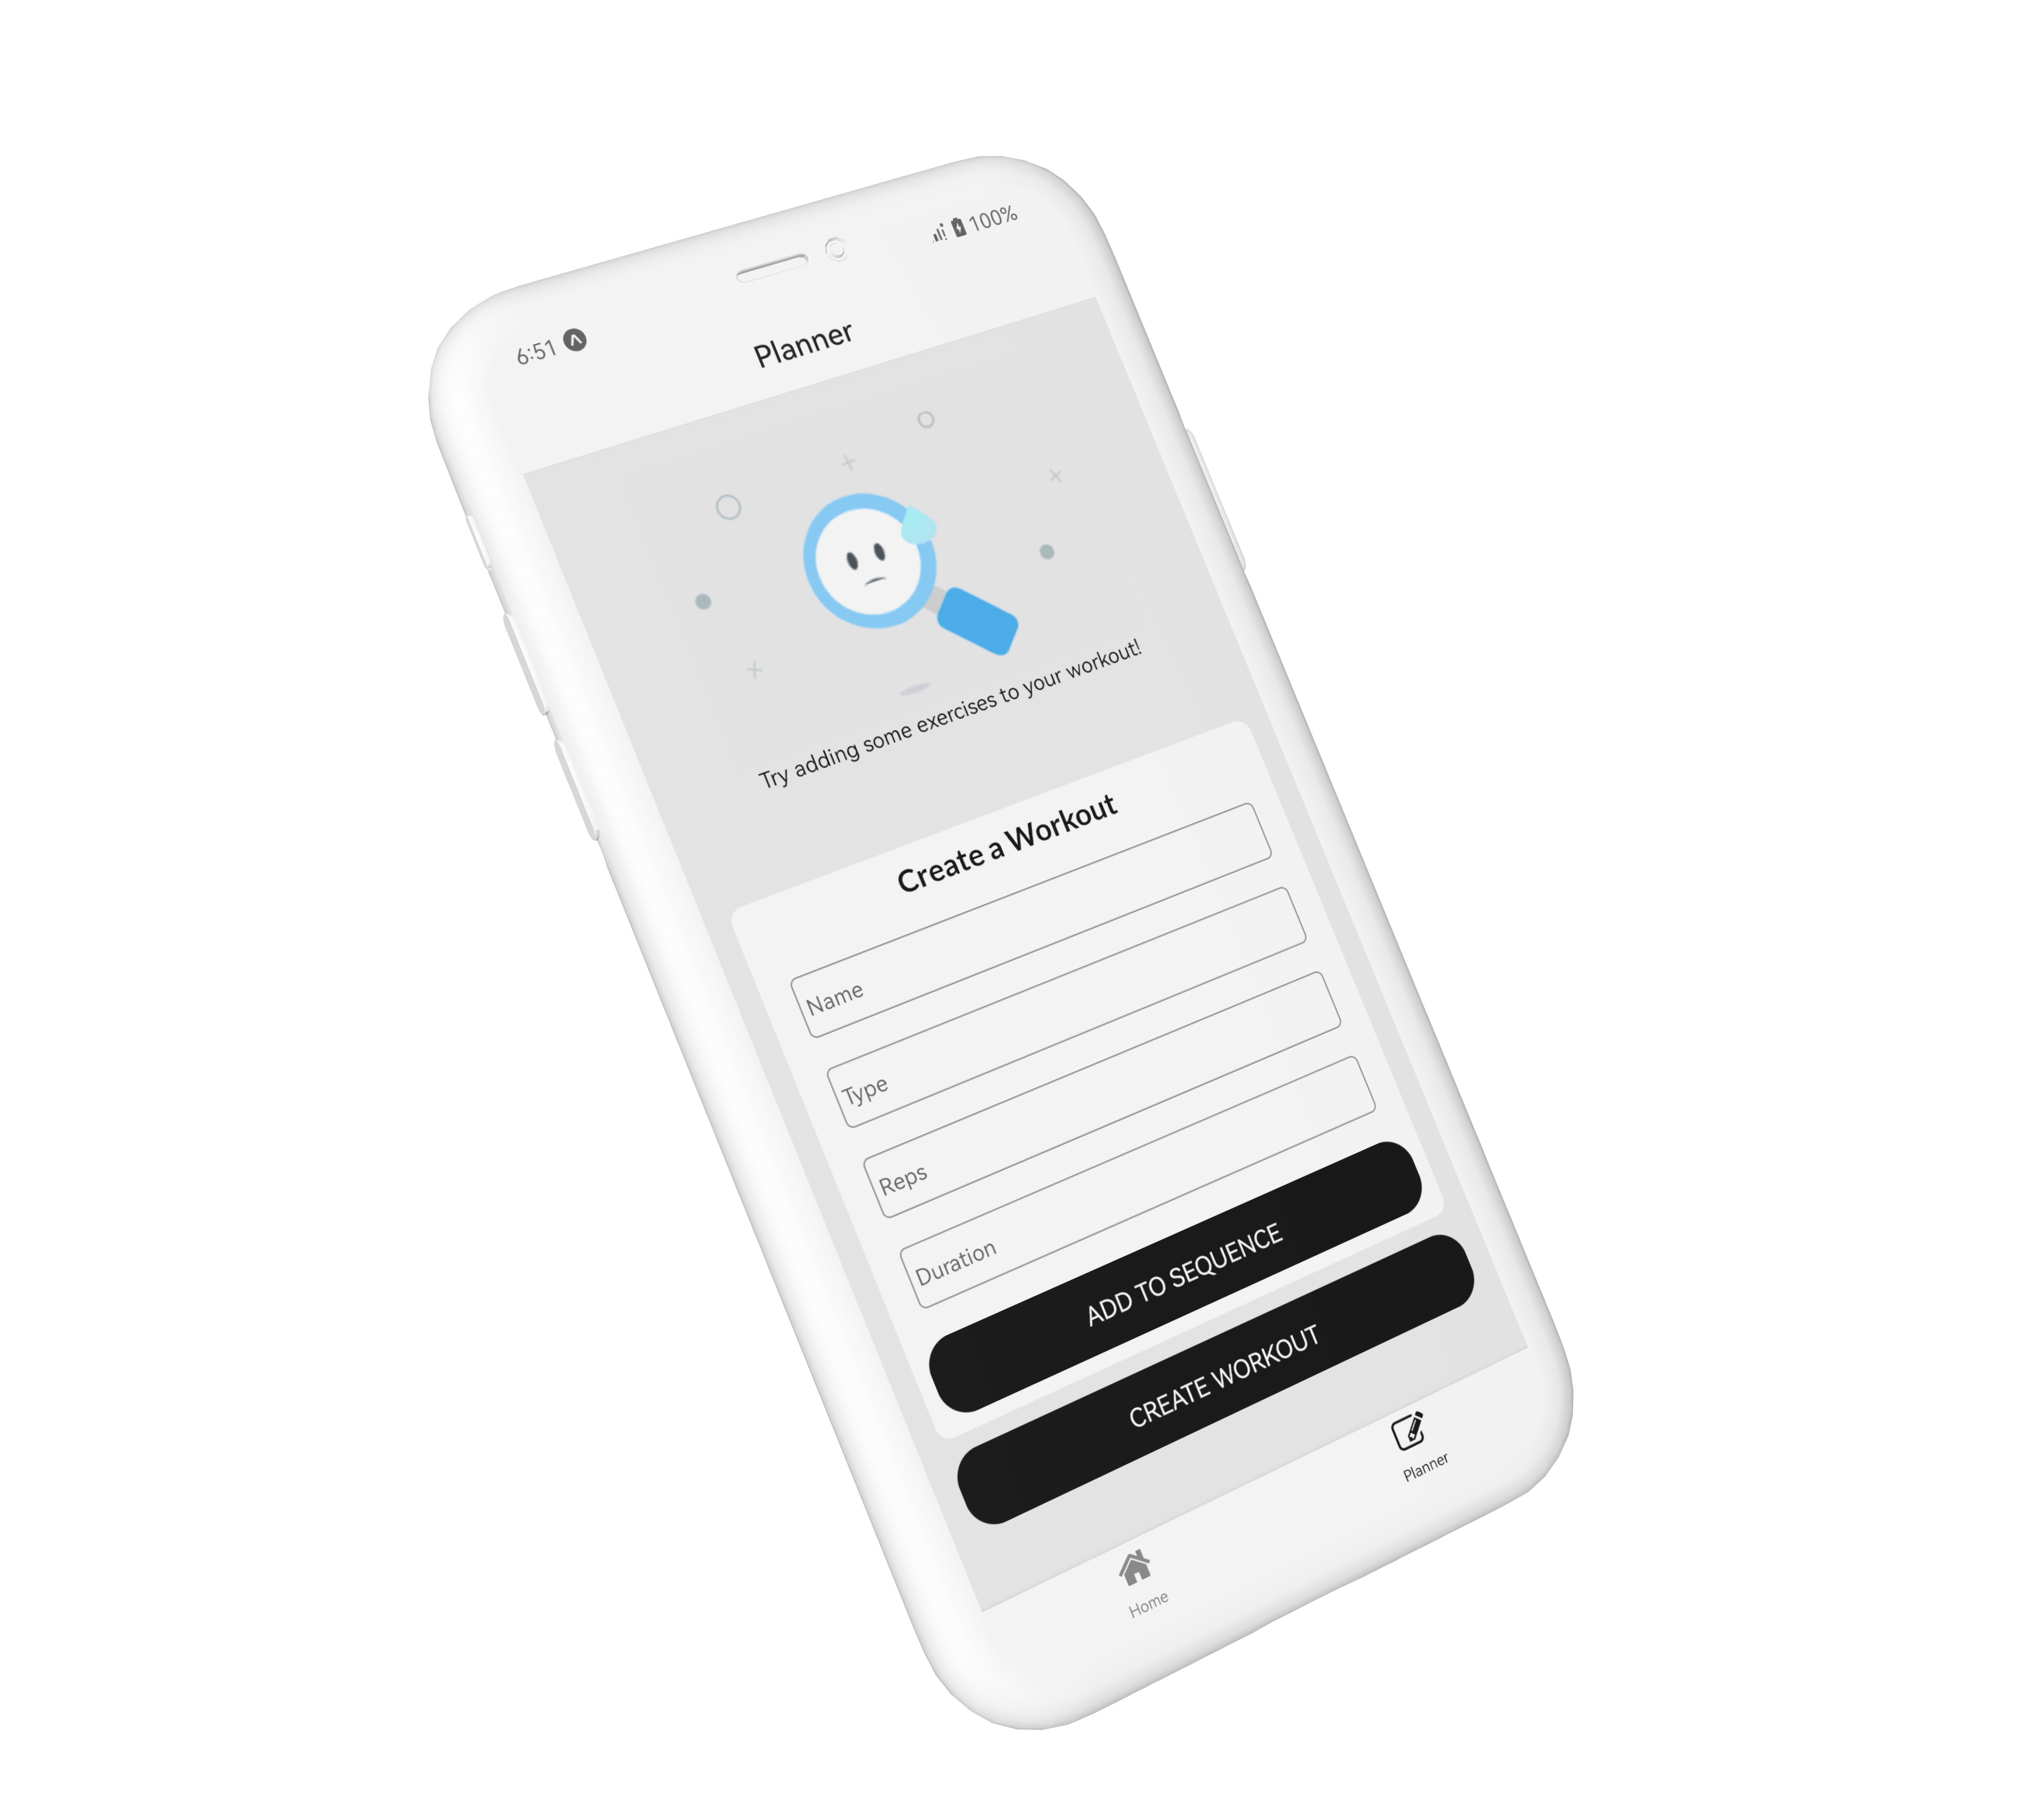 6:51
100%
Planner
Try adding some exercises to your workout!
Create a Workout
Name
Type
Reps
Duration
ADD TO SEQUENCE
CREATE WORKOUT
Home
Planner